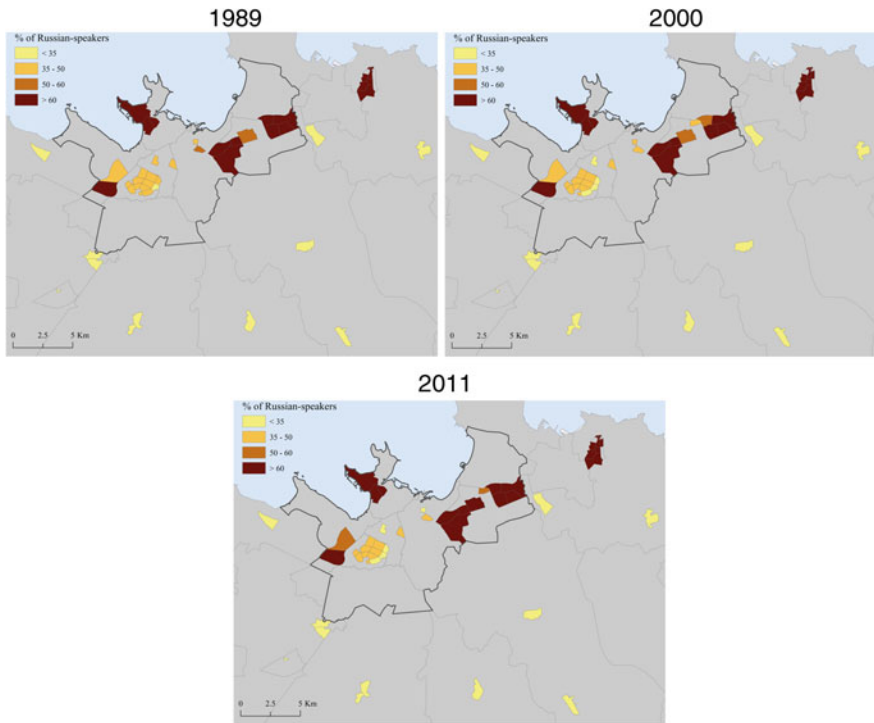 1989
% of Russian-speakers
< 35
35 - 50
50 - 60
> 60
0 2.5 5 Km
2000
% of Russian-speakers
< 35
35 - 50
50 - 60
> 60
0 2.5 5 Km
2011
% of Russian-speakers
< 35
35 - 50
50 - 60
> 60
0 2.5 5 Km